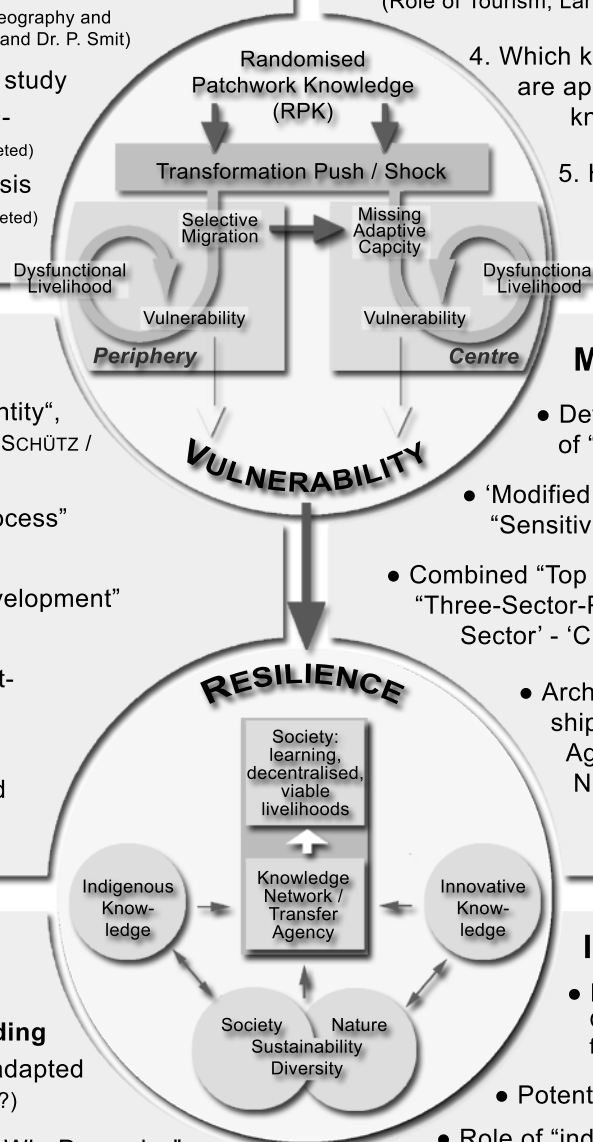 eography and
and Dr. P. Smit)
study
-
eted)
sis
eted)
(Role of Tourism, Lan
4. Which k
are ap
kn
5. H
Randomised
Patchwork Knowledge
(RPK)
Transformation Push / Shock
Selective
Migration
Missing
Adaptive
Capcity
Dysfunctional
Livelihood
Vulnerability
Periphery
Dysfunctiona
Livelihood
Vulnerability
Centre
VULNERABILITY
ntity“,
SCHÜTZ /
ocess”
velopment”
t-
d
M
● De
of “
● ‘Modified
“Sensitiv
● Combined “Top
“Three-Sector-F
Sector’ - ‘C
● Arch
ship
Ag
N
RESILIENCE
Society:
learning,
decentralised,
viable
livelihoods
Knowledge
Network /
Transfer
Agency
Indigenous
Know-
ledge
Innovative
Know-
ledge
Society Nature
Sustainability
Diversity
ding
adapted
?)
I
●
f
● Potent
● Role of “ind